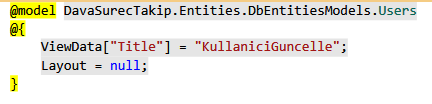 @model DavaSurecTakip.Entities.DbEntitiesModels.Users
@{
ViewData["Title"] = "KullaniciGuncelle";
Layout = null;
}